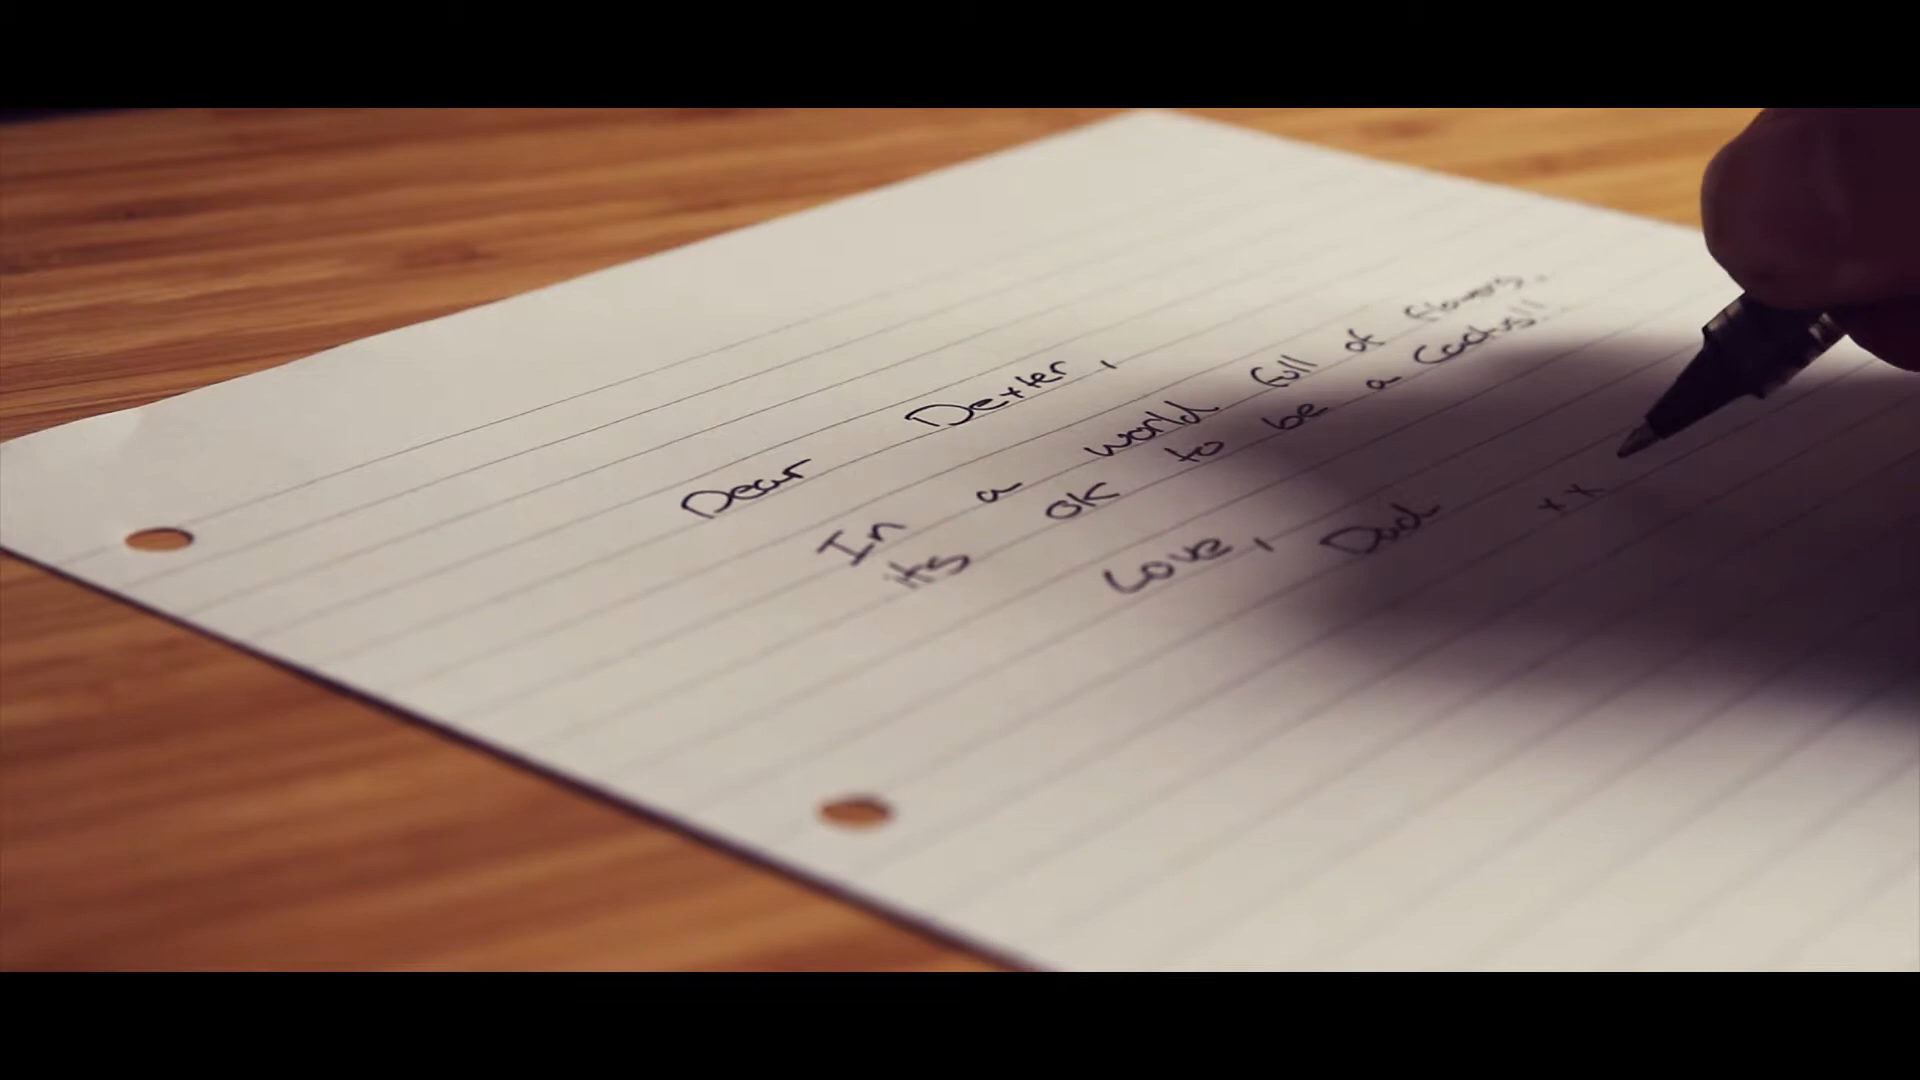 Dear Dexter,
In a world full of flowers.
its ok to be a Cactus!!
Love, Dad xx